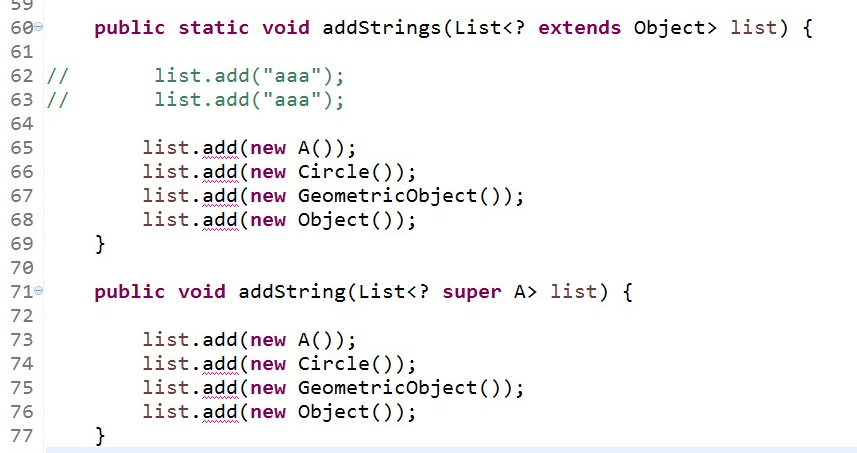 59
60 public static void addStrings(List<? extends Object> list) {
61
62 // list.add("aaa");
63 // list.add("aaa");
64
65 list.add(new A());
66 list.add(new Circle());
67 list.add(new GeometricObject());
68 list.add(new Object());
69 }
70
71 public void addString(List<? super A> list) {
72
73 list.add(new A());
74 list.add(new Circle());
75 list.add(new GeometricObject());
76 list.add(new Object());
77 }